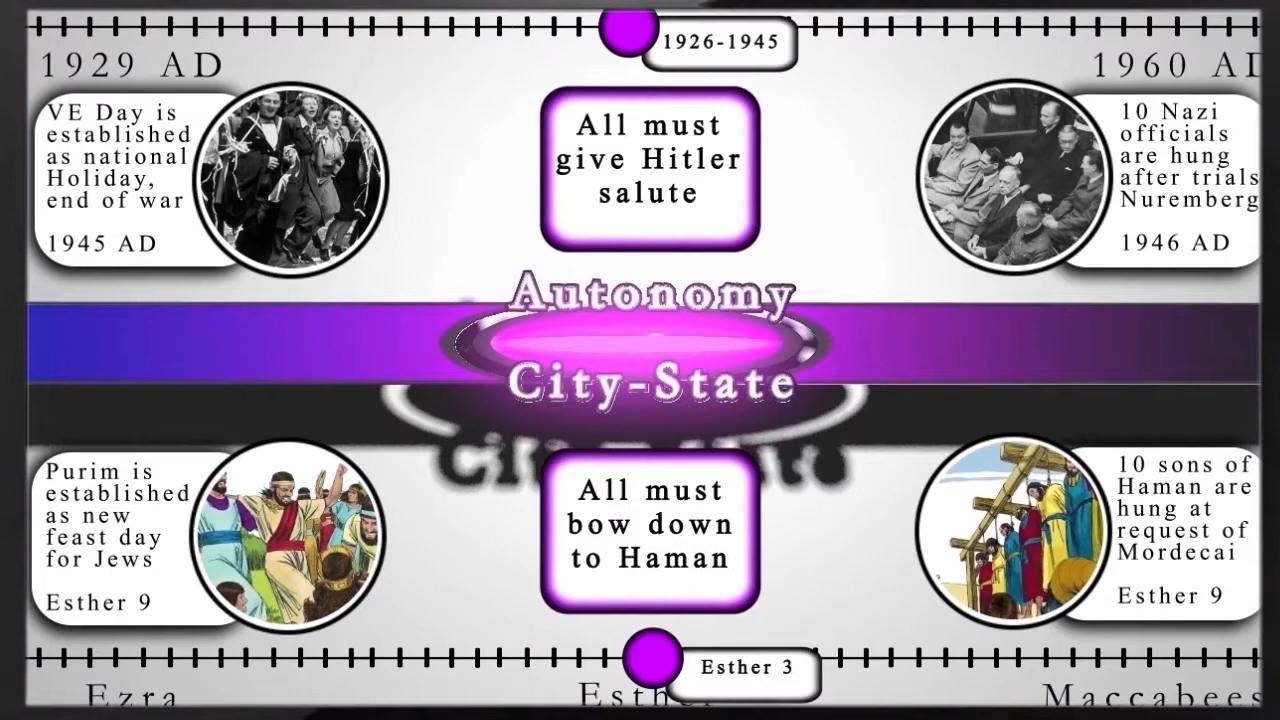 1926-1945
1929 AD
1960 AD
VE Day is
established
as national
Holiday,
end of war
1945 AD
All must
give Hitler
salute
10 Nazi
officials
are hung
after trials
Nuremberg
1946 AD
Autonomy
City-State
Purim is
established
as new
feast day
for Jews
Esther 9
All must
bow down
to Haman
10 sons of
Haman are
hung at
request of
Mordecai
Esther 9
Esther 3
Ezra
Esther
Maccabees